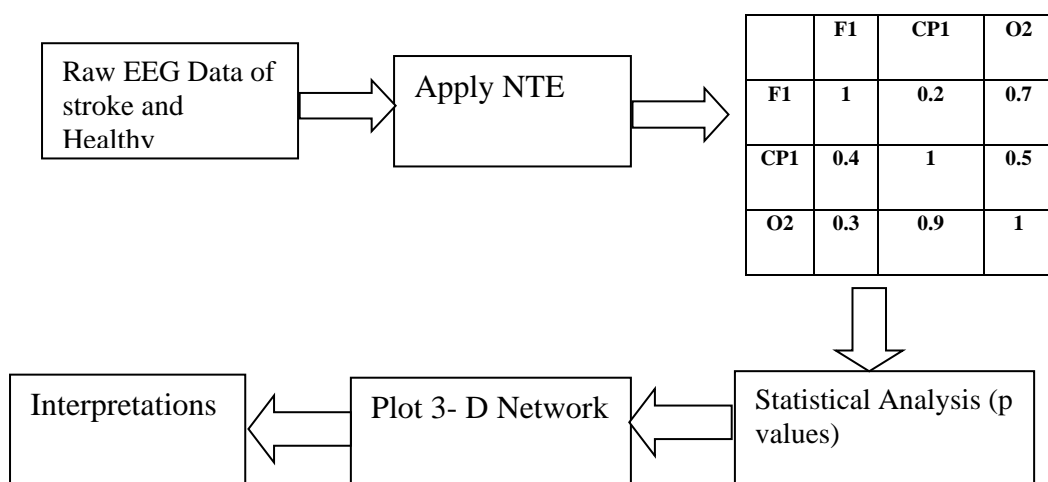 Raw EEG Data of
stroke and
Healthy
Apply NTE
F1 CP1 O2
F1 1 0.2 0.7
CP1 0.4 1 0.5
O2 0.3 0.9 1
Statistical Analysis (p
values)
Plot 3- D Network
Interpretations